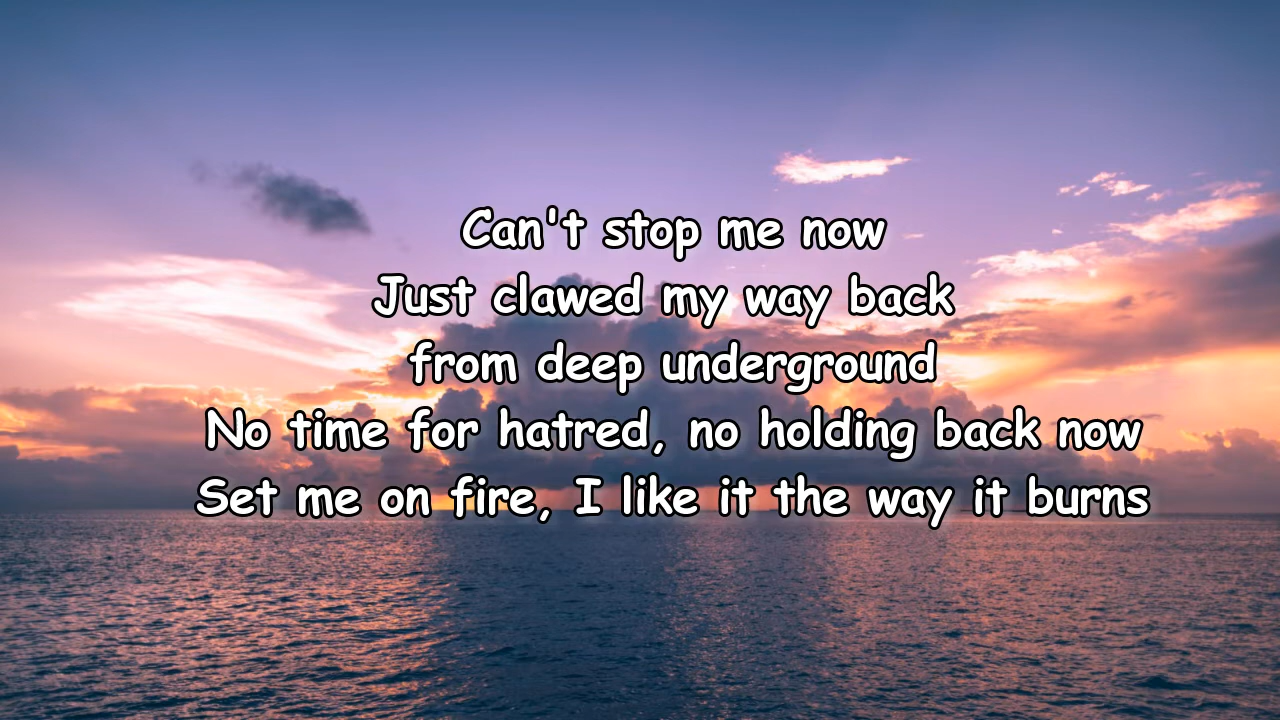 Can't stop me now
Just clawed my way back
from deep underground
No time for hatred, no holding back now
Set me on fire, I like it the way it burns